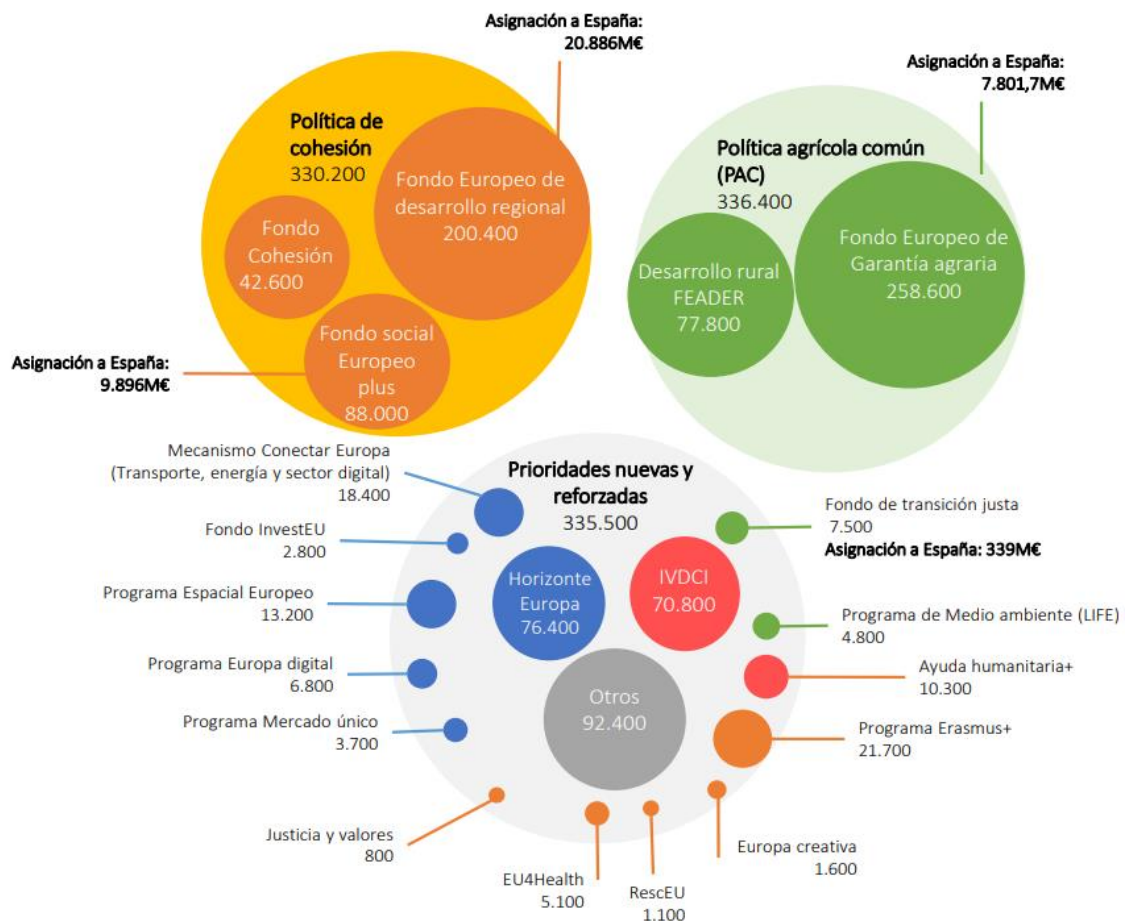 Asignación a España:
20.886M€
Política de
cohesión
330.200
Fondo Europeo de
desarrollo regional
200.400
Fondo
Cohesión
42.600
Fondo social
Europeo
plus
88.000
Asignación a España:
9.896M€
Asignación a España:
7.801,7M€
Política agrícola común
(PAC)
336.400
Fondo Europeo de
Garantía agraria
258.600
Desarrollo rural
FEADER
77.800
Prioridades nuevas y
reforzadas
335.500
Mecanismo Conectar Europa
(Transporte, energía y sector digital)
18.400
Fondo InvestEU
2.800
Programa Espacial Europeo
13.200
Programa Europa digital
6.800
Programa Mercado único
3.700
Horizonte
Europa
76.400
IVDCI
70.800
Otros
92.400
Fondo de transición justa
7.500
Asignación a España: 339M€
Programa de Medio ambiente (LIFE)
4.800
Ayuda humanitaria+
10.300
Programa Erasmus+
21.700
Justicia y valores
800
EU4Health
5.100
RescEU
1.100
Europa creativa
1.600